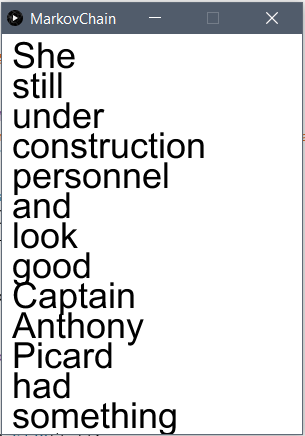 MarkovChain
She
still
under
construction
personnel
and
look
good
Captain
Anthony
Picard
had
something